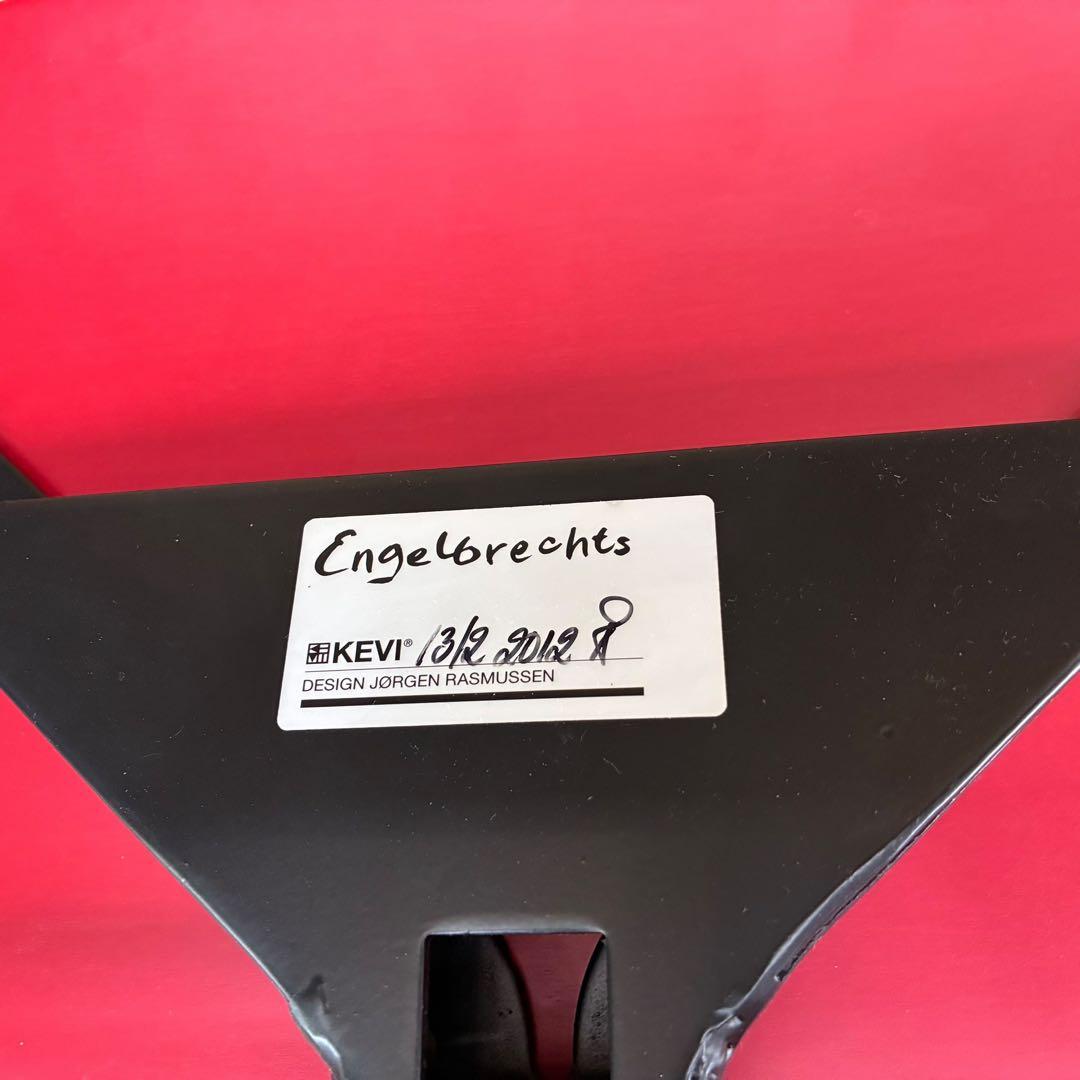 Engelbrechts
KEVI® 13/2 2012
DESIGN JØRGEN RASMUSSEN